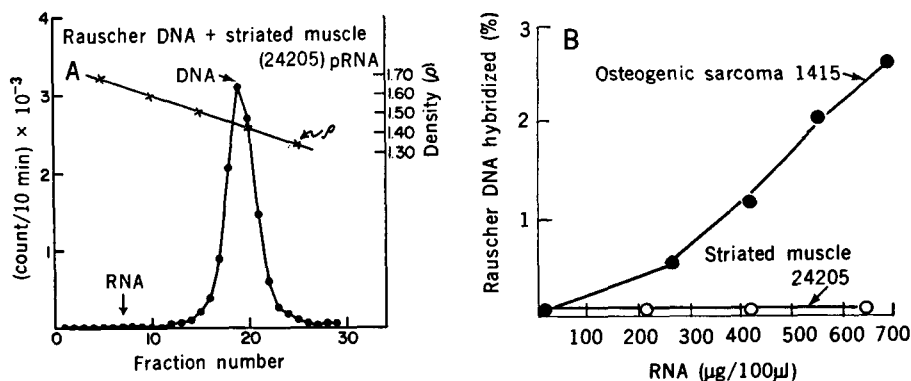 Rauscher DNA + striated muscle
(24205) pRNA
A
DNA
(count/10 min) × 10⁻³
4
3
2
1
RNA
ρ
1.70
1.60
1.50
1.40
1.30
Density (ρ)
0
10
20
30
Fraction number
B
Osteogenic sarcoma 1415
Rauscher DNA hybridized (%)
3
2
1
Striated muscle
24205
100
200
300
400
500
600
700
RNA (μg/100μl)